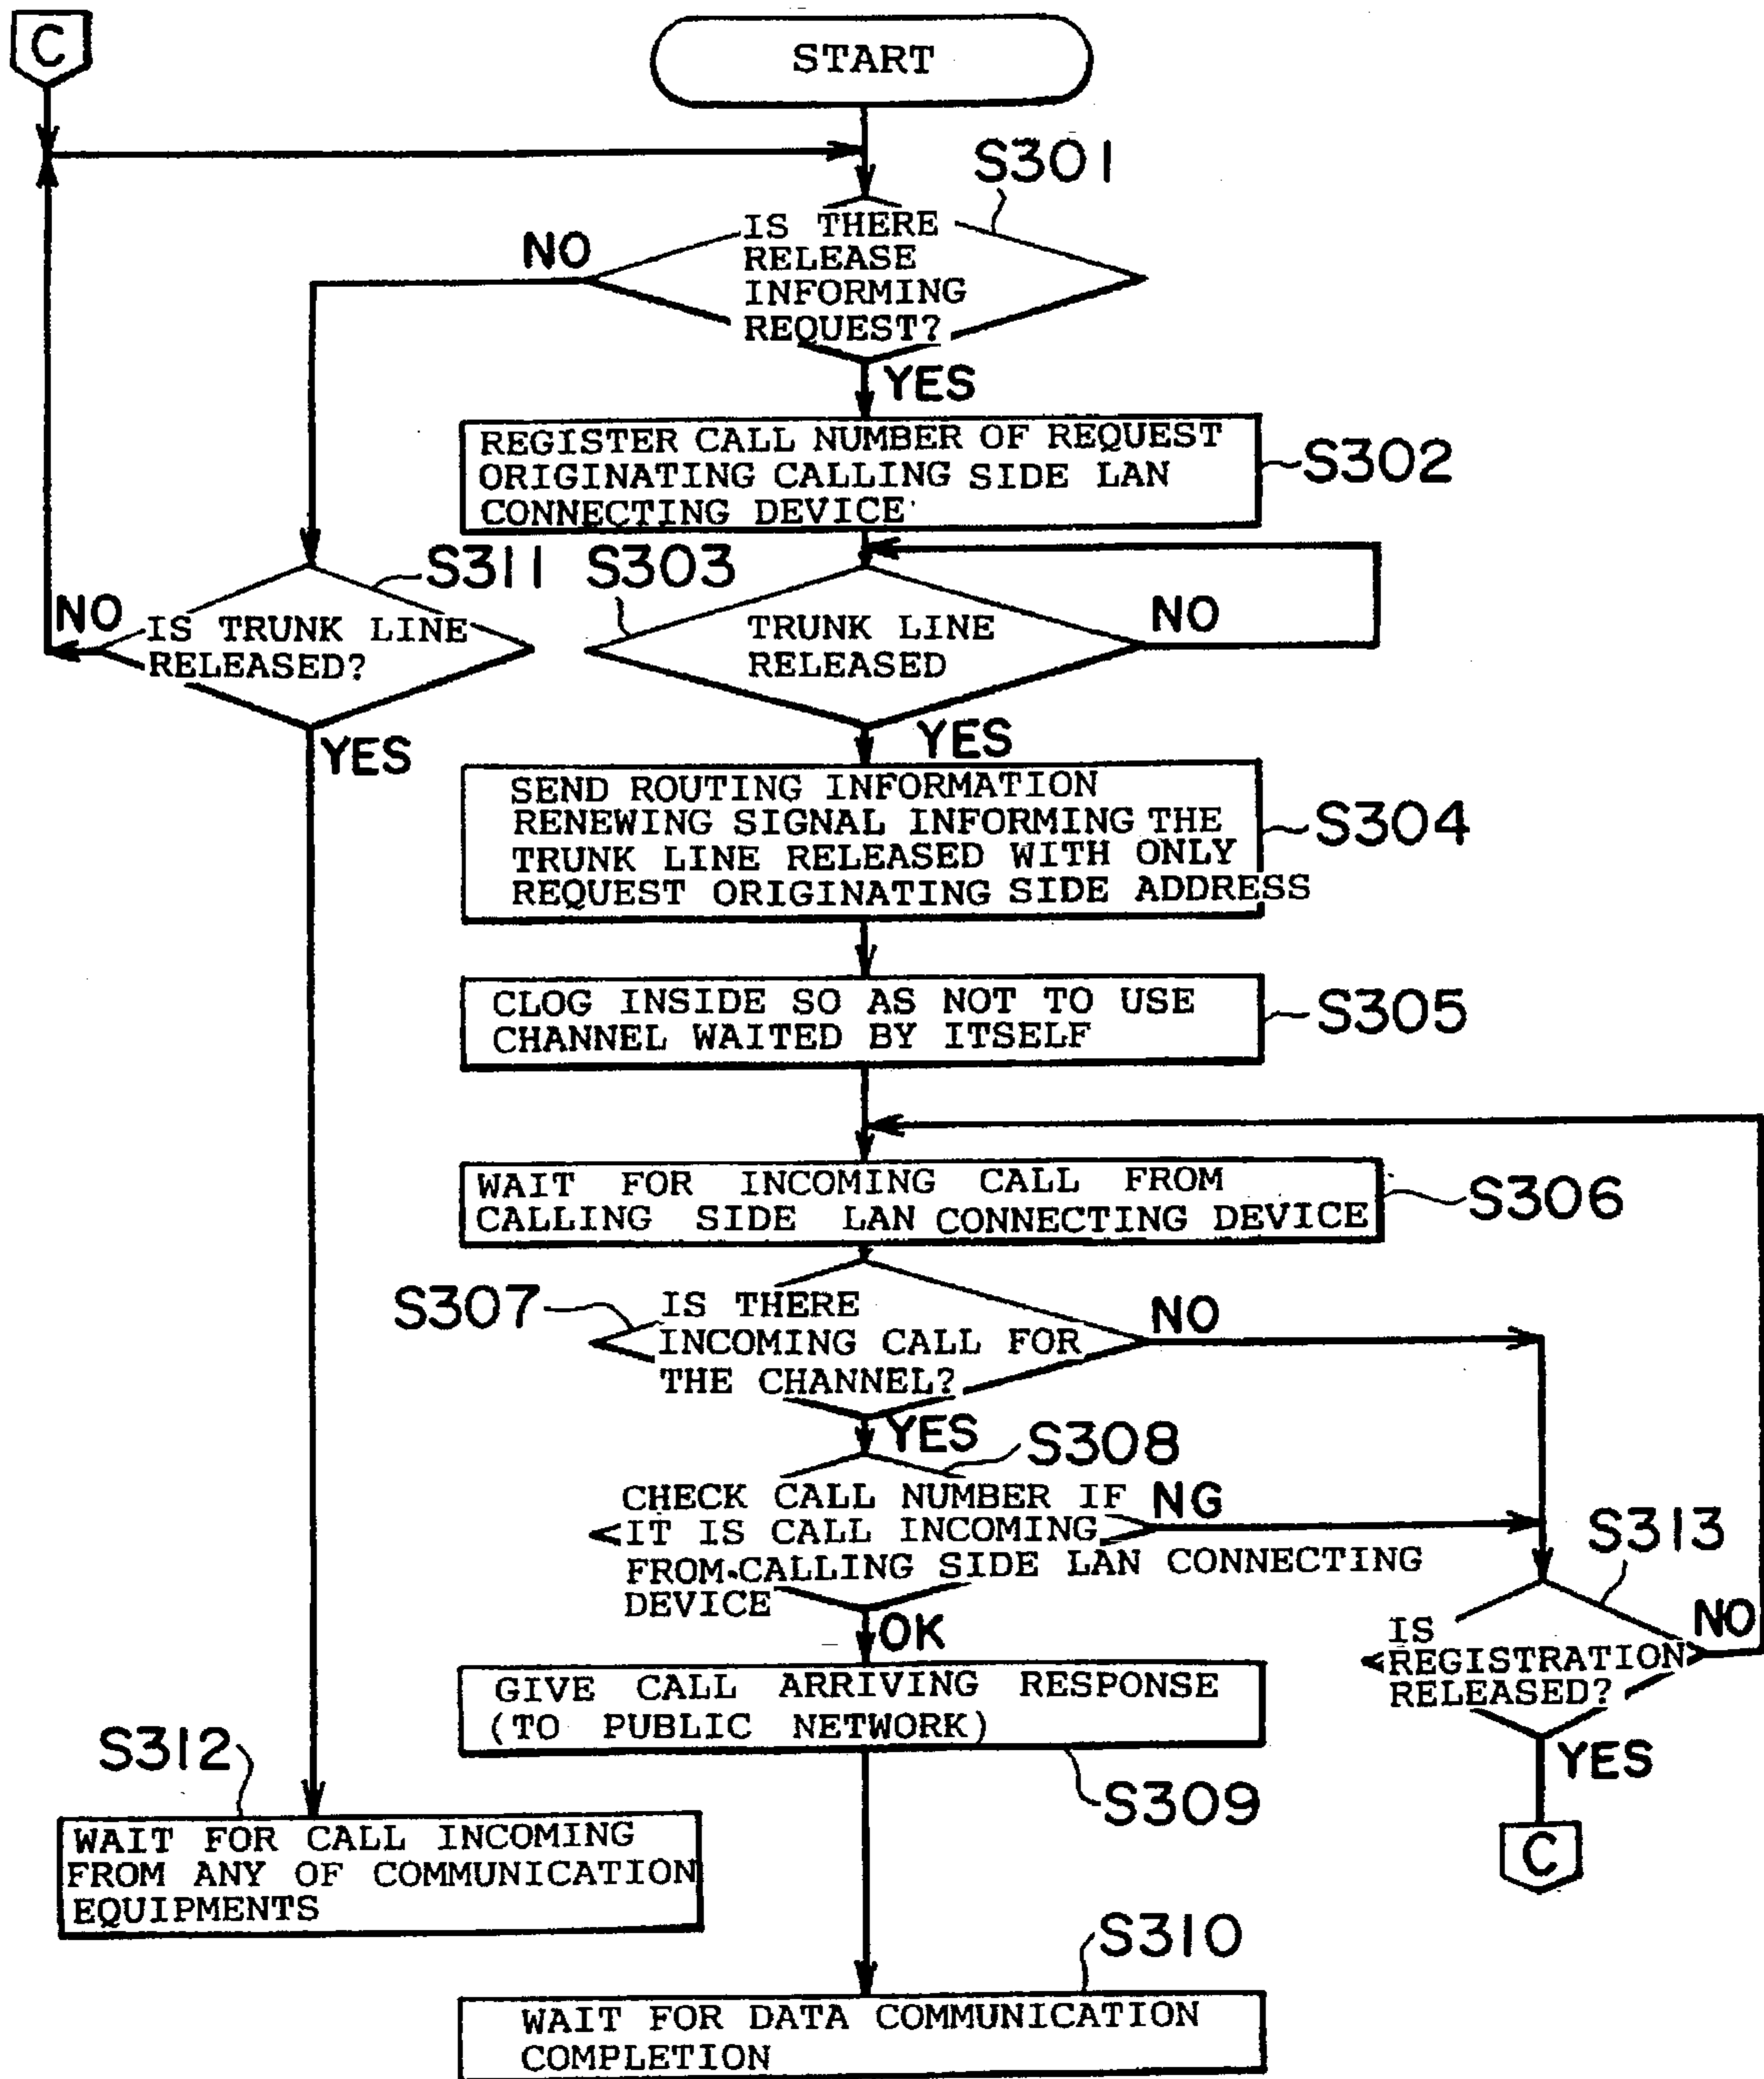 C
START
S301
IS THERE
RELEASE
INFORMING
REQUEST?
NO
YES
REGISTER CALL NUMBER OF REQUEST
ORIGINATING CALLING SIDE LAN
CONNECTING DEVICE
S302
S311
NO
IS TRUNK LINE
RELEASED?
YES
S303
TRUNK LINE
RELEASED
NO
YES
SEND ROUTING INFORMATION
RENEWING SIGNAL INFORMING THE
TRUNK LINE RELEASED WITH ONLY
REQUEST ORIGINATING SIDE ADDRESS
S304
CLOG INSIDE SO AS NOT TO USE
CHANNEL WAITED BY ITSELF
S305
WAIT FOR INCOMING CALL FROM
CALLING SIDE LAN CONNECTING DEVICE
S306
S307
IS THERE
INCOMING CALL FOR
THE CHANNEL?
NO
YES
S308
CHECK CALL NUMBER IF
IT IS CALL INCOMING
FROM CALLING SIDE LAN CONNECTING
DEVICE
NG
OK
S313
IS
REGISTRATION
RELEASED?
NO
YES
C
GIVE CALL ARRIVING RESPONSE
(TO PUBLIC NETWORK)
S309
S312
WAIT FOR CALL INCOMING
FROM ANY OF COMMUNICATION
EQUIPMENTS
S310
WAIT FOR DATA COMMUNICATION
COMPLETION